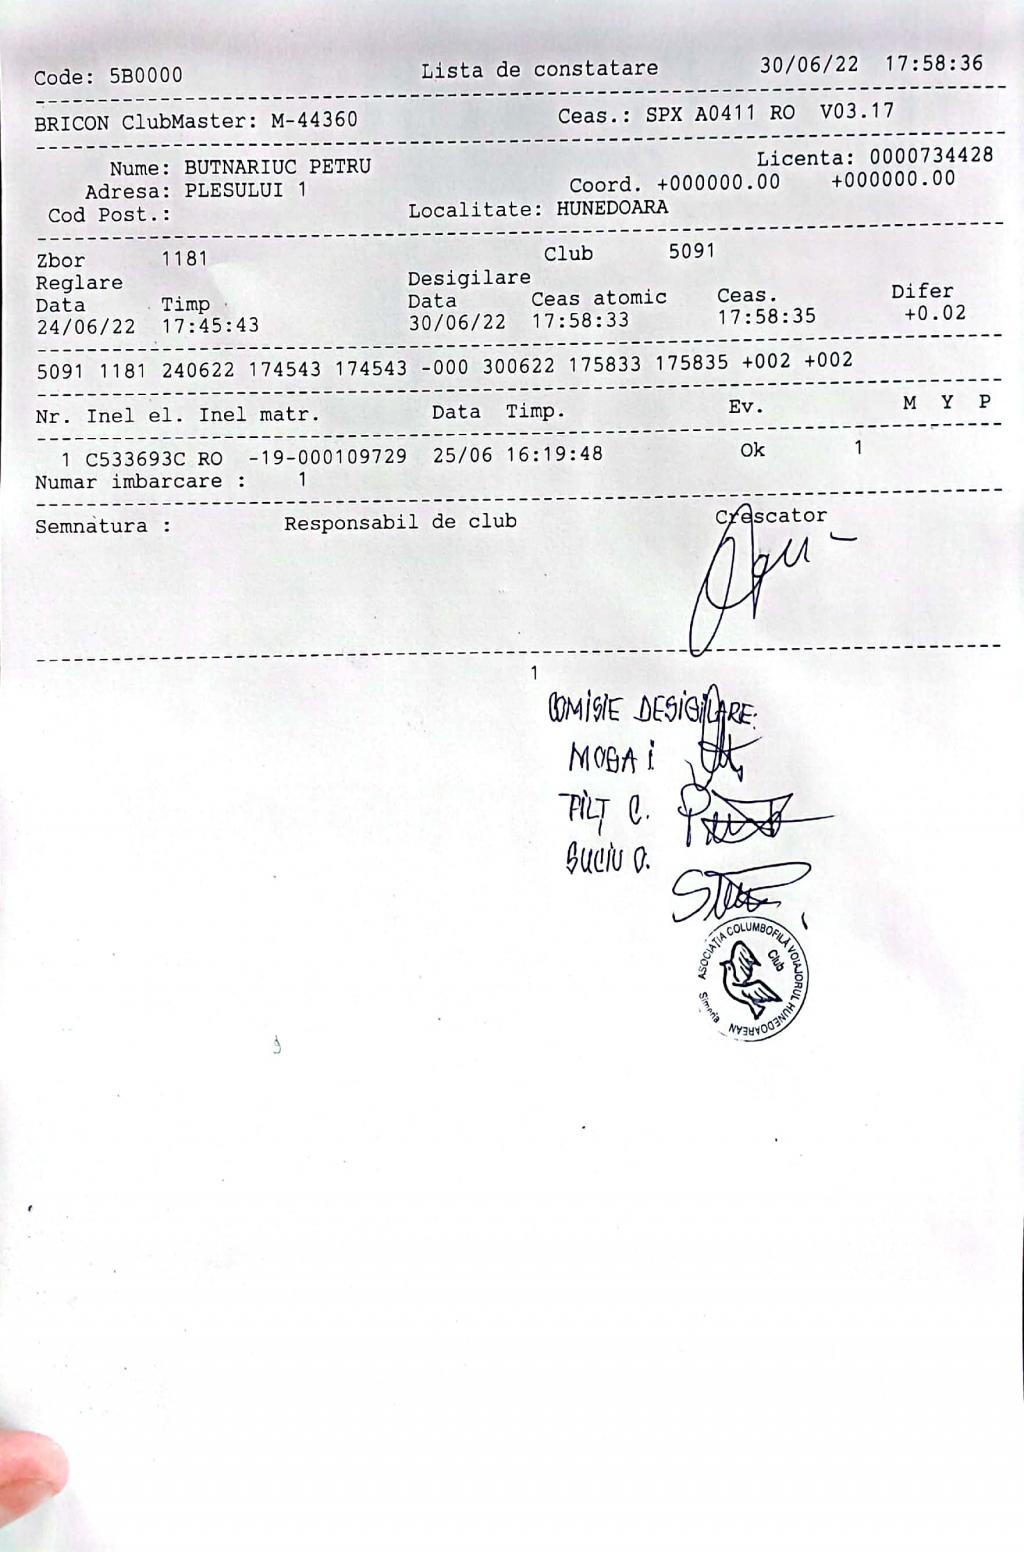 Code: 5B0000 Lista de constatare 30/06/22 17:58:36
BRICON ClubMaster: M-44360 Ceas.: SPX A0411 RO V03.17
Nume: BUTNARIUC PETRU Licenta: 0000734428
Adresa: PLESULUI 1 Coord. +000000.00 +000000.00
Cod Post.: Localitate: HUNEDOARA
Zbor 1181 Club 5091
Reglare Desigilare
Data Timp Data Ceas atomic Ceas. Difer
24/06/22 17:45:43 30/06/22 17:58:33 17:58:35 +0.02
5091 1181 240622 174543 174543 -000 300622 175833 175835 +002 +002
Nr. Inel el. Inel matr. Data Timp. Ev. M Y P
1 C533693C RO -19-000109729 25/06 16:19:48 Ok 1
Numar imbarcare : 1
Semnatura : Responsabil de club Crescator
1
COMISIE DESIGILARE:
MOGA I
PILȚ C.
SUCIU O.
ASOCIAȚIA COLUMBOFILĂ VOIAJORUL HUNEDOAREAN
Club
Simeria